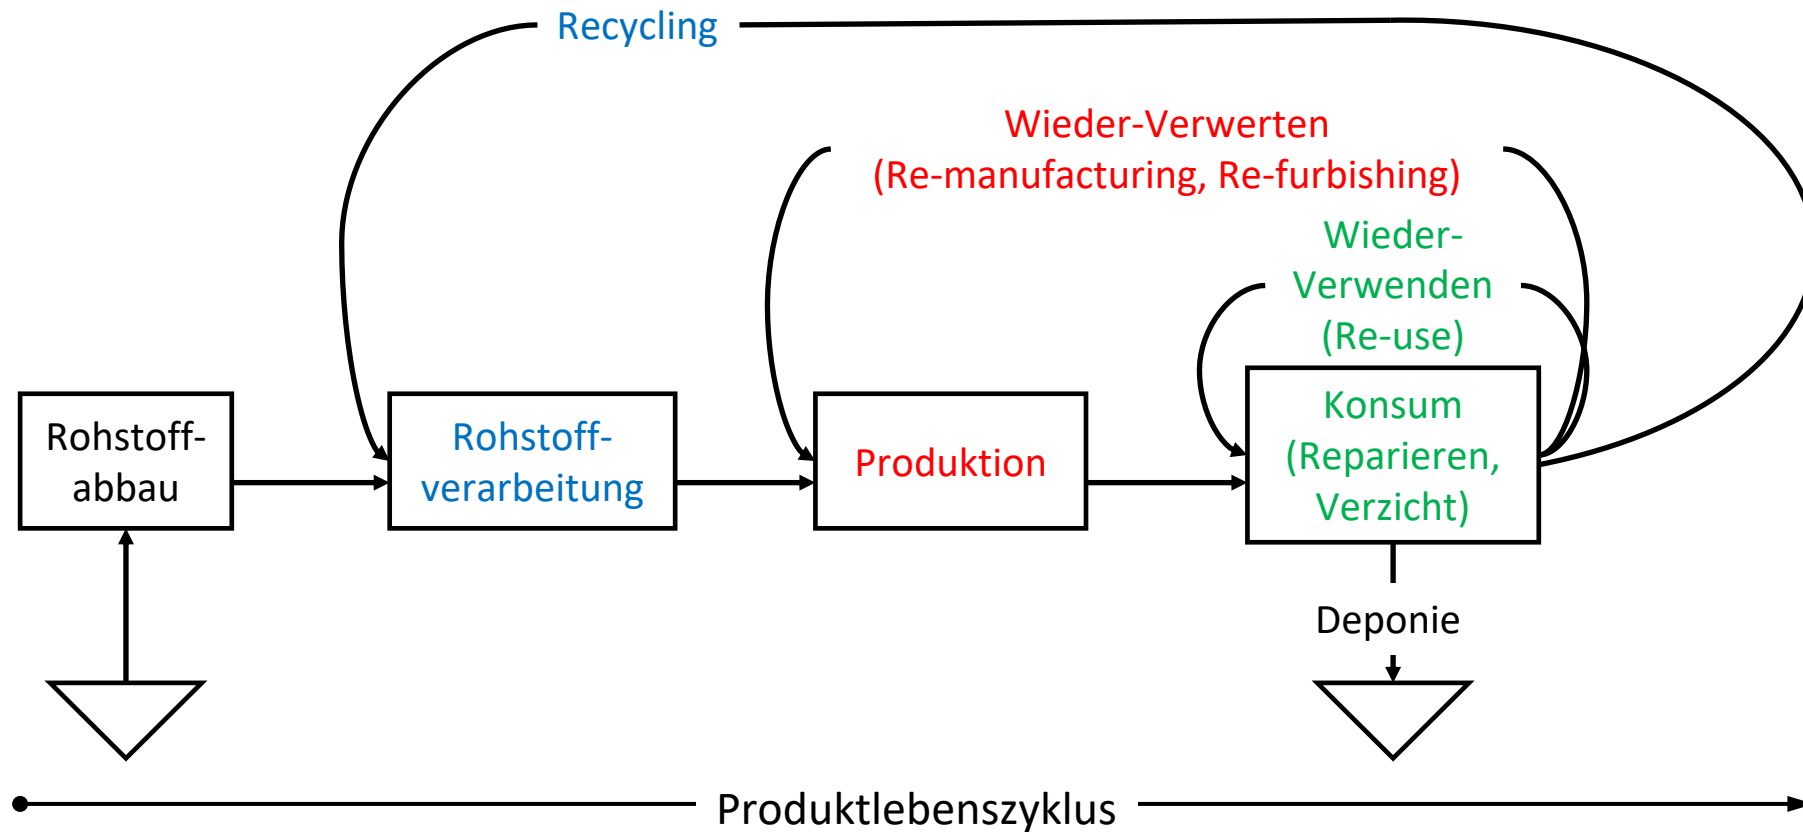 Recycling
Wieder-Verwerten
(Re-manufacturing, Re-furbishing)
Wieder-
Verwenden
(Re-use)
Rohstoff-
abbau
Rohstoff-
verarbeitung
Produktion
Konsum
(Reparieren,
Verzicht)
Deponie
Produktlebenszyklus